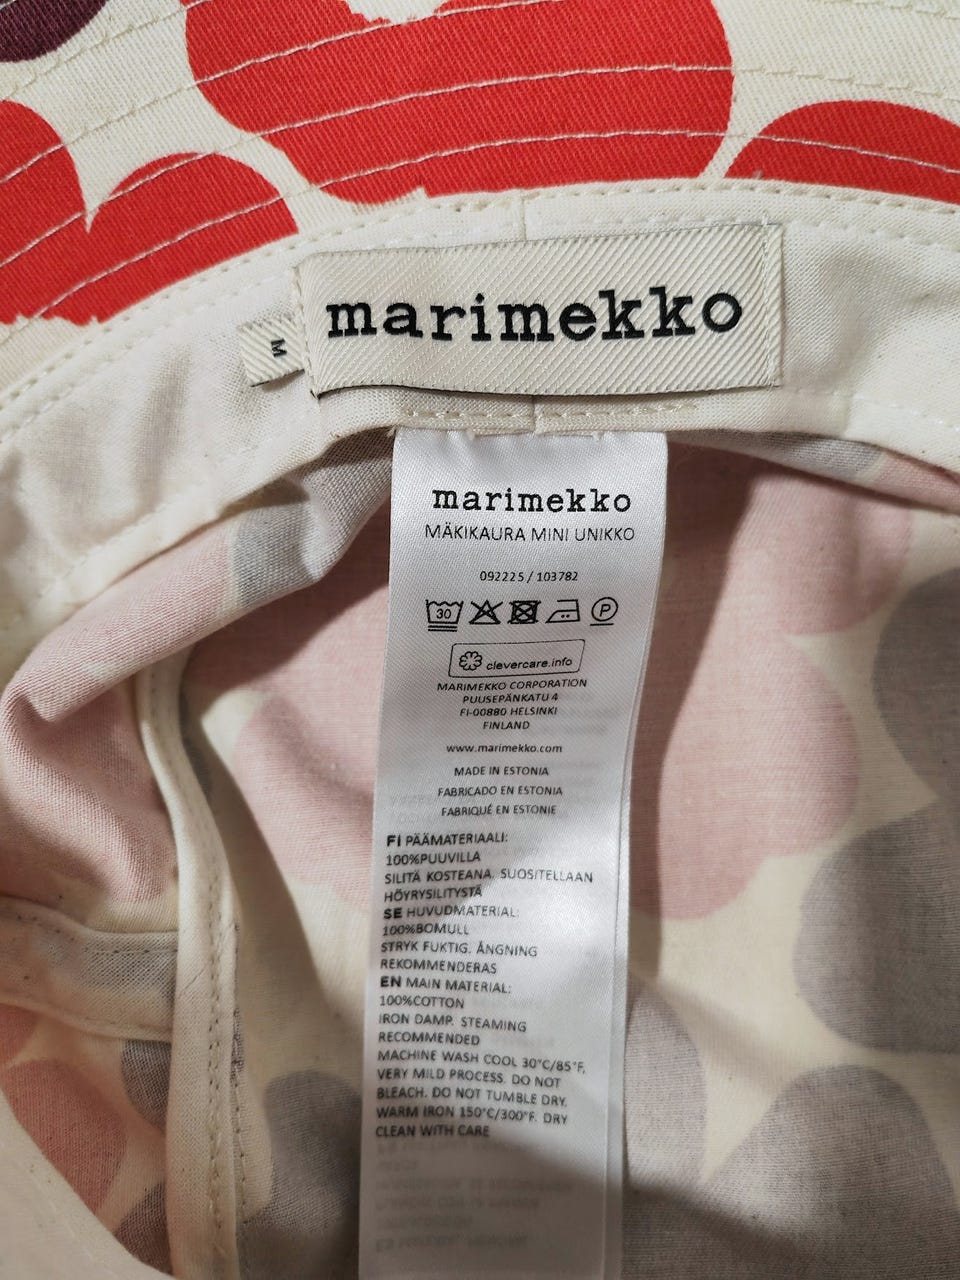 marimekko
M
marimekko
MÄKIKAURA MINI UNIKKO
092225 / 103782
30
P
clevercare.info
MARIMEKKO CORPORATION
PUUSEPÄNKATU 4
FI-00880 HELSINKI
FINLAND
www.marimekko.com
MADE IN ESTONIA
FABRICADO EN ESTONIA
FABRIQUÉ EN ESTONIE
FI PÄÄMATERIAALI:
100%PUUVILLA
SILITÄ KOSTEANA. SUOSITELLAAN
HÖYRYSILITYSTÄ
SE HUVUDMATERIAL:
100%BOMULL
STRYK FUKTIG. ÅNGNING
REKOMMENDERAS
EN MAIN MATERIAL:
100%COTTON
IRON DAMP. STEAMING
RECOMMENDED
MACHINE WASH COOL 30°C/85°F,
VERY MILD PROCESS. DO NOT
BLEACH. DO NOT TUMBLE DRY.
WARM IRON 150°C/300°F. DRY
CLEAN WITH CARE